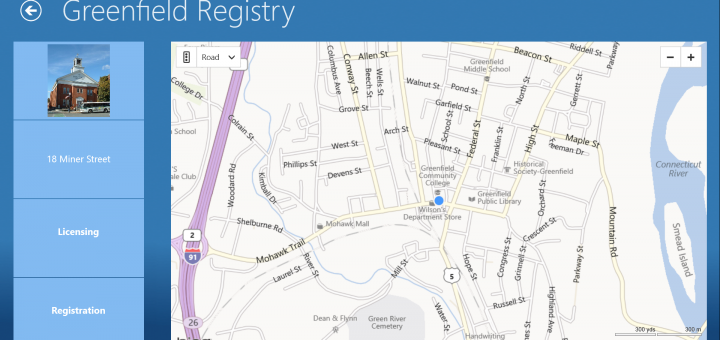 Greenfield Registry
18 Miner Street
Licensing
Registration
Road
Allen St
Beacon St
Riddell St
Parkway
Columbus Ave
Conway St
Beech St
Wells St
Greenfield
Middle School
Walnut St
Pond St
North St
Gerrett St
College Dr
Grove St
Garfield St
Colrain St
School St
Federal St
High St
Maple St
School
Arch St
Pleasant St
Franklin St
eeman Dr
West St
Phillips St
Devens St
Greenfield
Community
College
Historical
Society-Greenfield
Connecticut
River
ale Club
Woodard Rd
Kimball Dr
Greenfield
Public Library
Orchard St
Wilson's
Department Store
Shelburne Rd
Mohawk Mall
Mountain Rd
Smead Island
2
91
Mohawk Trail
River St
Laurel St
Mill St
Hope St
Congress St
Crescent St
Grinnell St
Parkway St
5
Russell St
Highland Ave
26
Dean & Flynn
Green River
Cemetery
Water St
Handwriting
300 yds
300 m